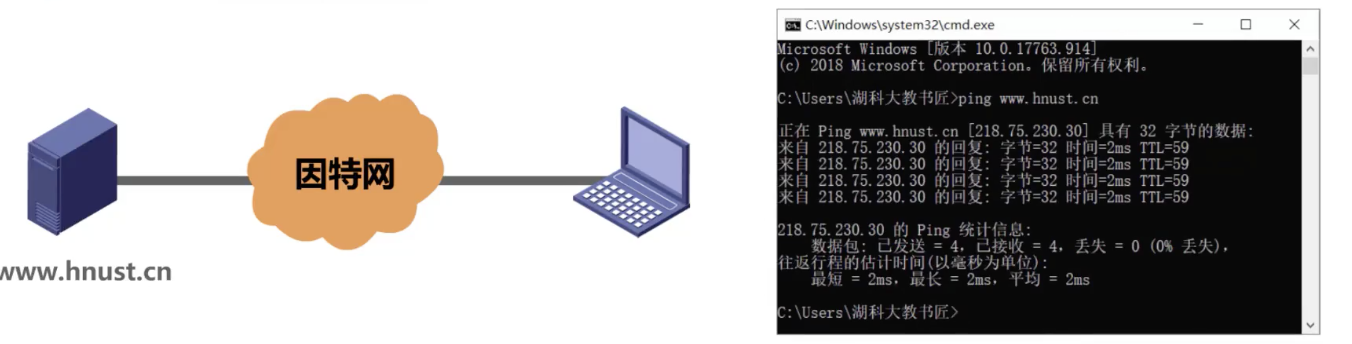 因特网
www.hnust.cn
C:\Windows\system32\cmd.exe
Microsoft Windows [版本 10.0.17763.914]
(c) 2018 Microsoft Corporation。保留所有权利。
C:\Users\湖科大教书匠>ping www.hnust.cn
正在 Ping www.hnust.cn [218.75.230.30] 具有 32 字节的数据:
来自 218.75.230.30 的回复: 字节=32 时间=2ms TTL=59
来自 218.75.230.30 的回复: 字节=32 时间=2ms TTL=59
来自 218.75.230.30 的回复: 字节=32 时间=2ms TTL=59
来自 218.75.230.30 的回复: 字节=32 时间=2ms TTL=59
218.75.230.30 的 Ping 统计信息:
数据包: 已发送 = 4，已接收 = 4，丢失 = 0 (0% 丢失)，
往返行程的估计时间(以毫秒为单位):
最短 = 2ms，最长 = 2ms，平均 = 2ms
C:\Users\湖科大教书匠>